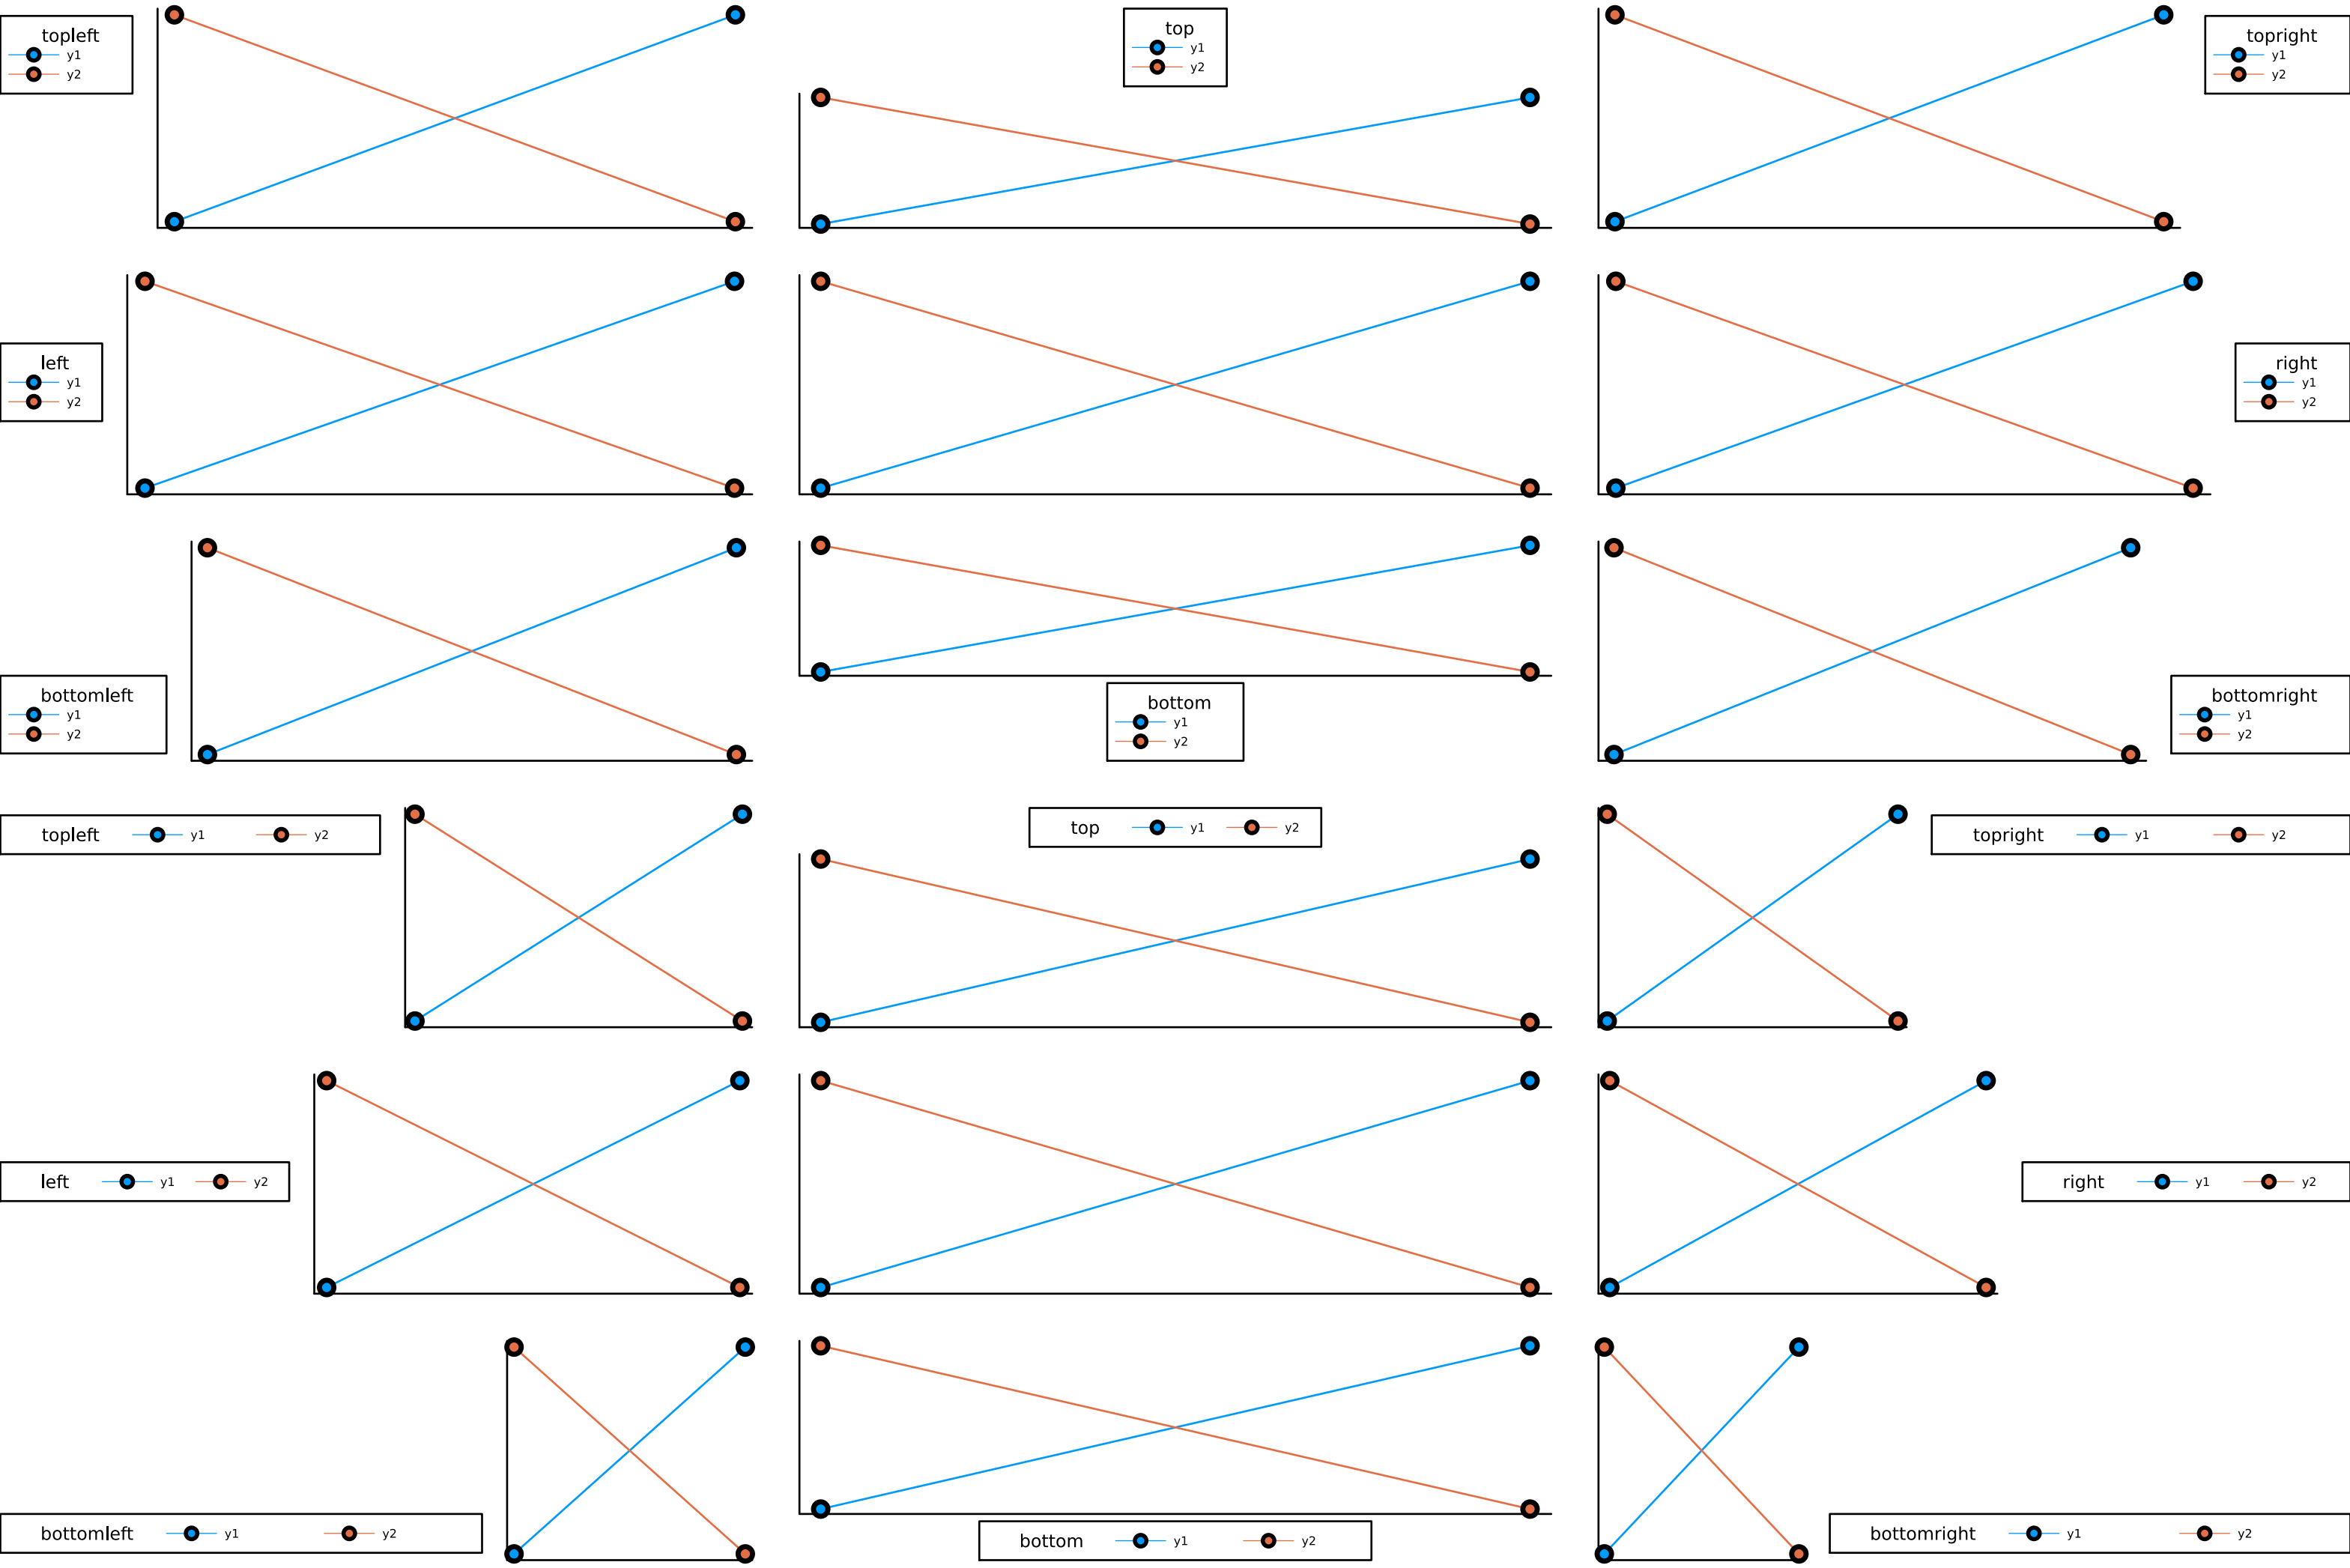 topleft
y1
y2
top
y1
y2
topright
y1
y2
left
y1
y2
right
y1
y2
bottomleft
y1
y2
bottom
y1
y2
bottomright
y1
y2
topleft y1 y2
top y1 y2
topright y1 y2
left y1 y2
right y1 y2
bottomleft y1 y2
bottom y1 y2
bottomright y1 y2